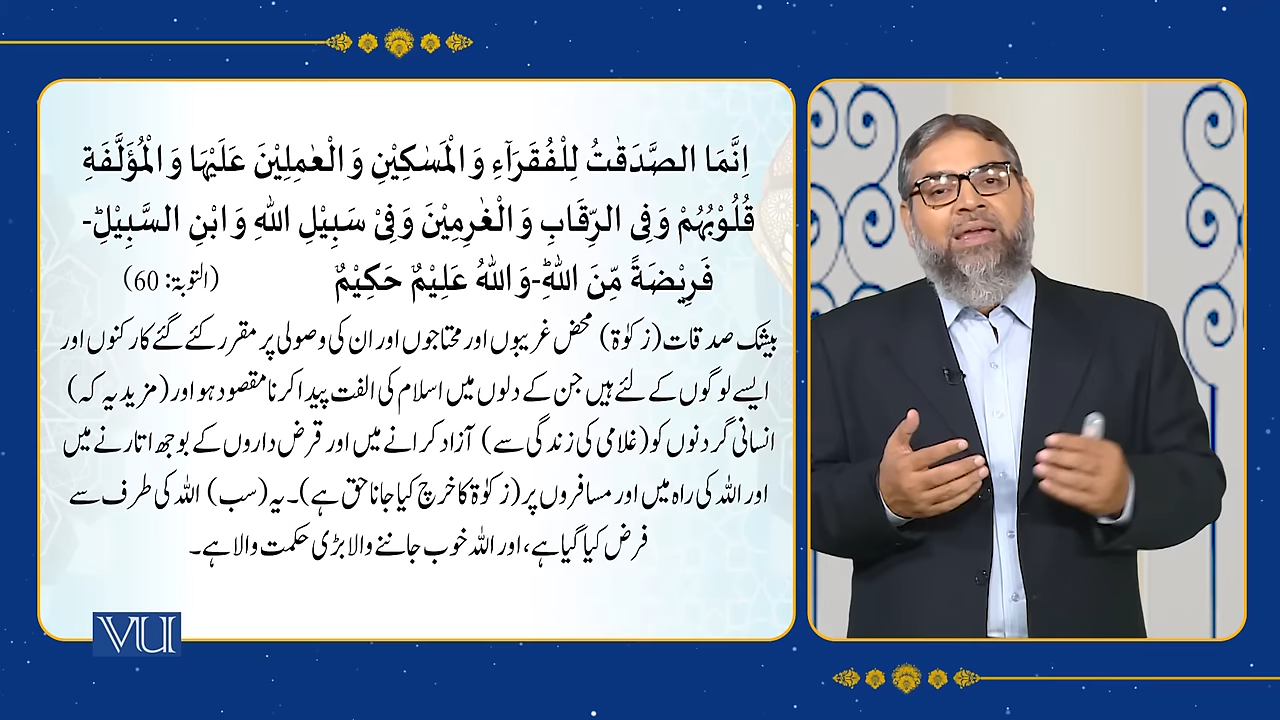 اِنَّمَا الصَّدَقٰتُ لِلْفُقَرَآءِ وَ الْمَسٰكِیْنِ وَ الْعٰمِلِیْنَ عَلَیْهَا وَ الْمُؤَلَّفَةِ
قُلُوْبُهُمْ وَ فِی الرِّقَابِ وَ الْغٰرِمِیْنَ وَ فِیْ سَبِیْلِ اللّٰهِ وَ ابْنِ السَّبِیْلِؕ-
فَرِیْضَةً مِّنَ اللّٰهِؕ-وَ اللّٰهُ عَلِیْمٌ حَكِیْمٌ (التوبۃ: 60)
بیشک صدقات (زکوٰۃ) محض غریبوں اور محتاجوں اور ان کی وصولی پر مقرر کئے گئے کارکنوں اور
ایسے لوگوں کے لئے ہیں جن کے دلوں میں اسلام کی الفت پیدا کرنا مقصود ہو اور (مزید یہ کہ)
انسانی گردنوں کو (غلامی کی زندگی سے) آزاد کرانے میں اور قرض داروں کے بوجھ اتارنے میں
اور اللہ کی راہ میں اور مسافروں پر (زکوٰۃ کا خرچ کیا جانا حق ہے)۔ یہ (سب) اللہ کی طرف سے
فرض کیا گیا ہے، اور اللہ خوب جاننے والا بڑی حکمت والا ہے۔
VU